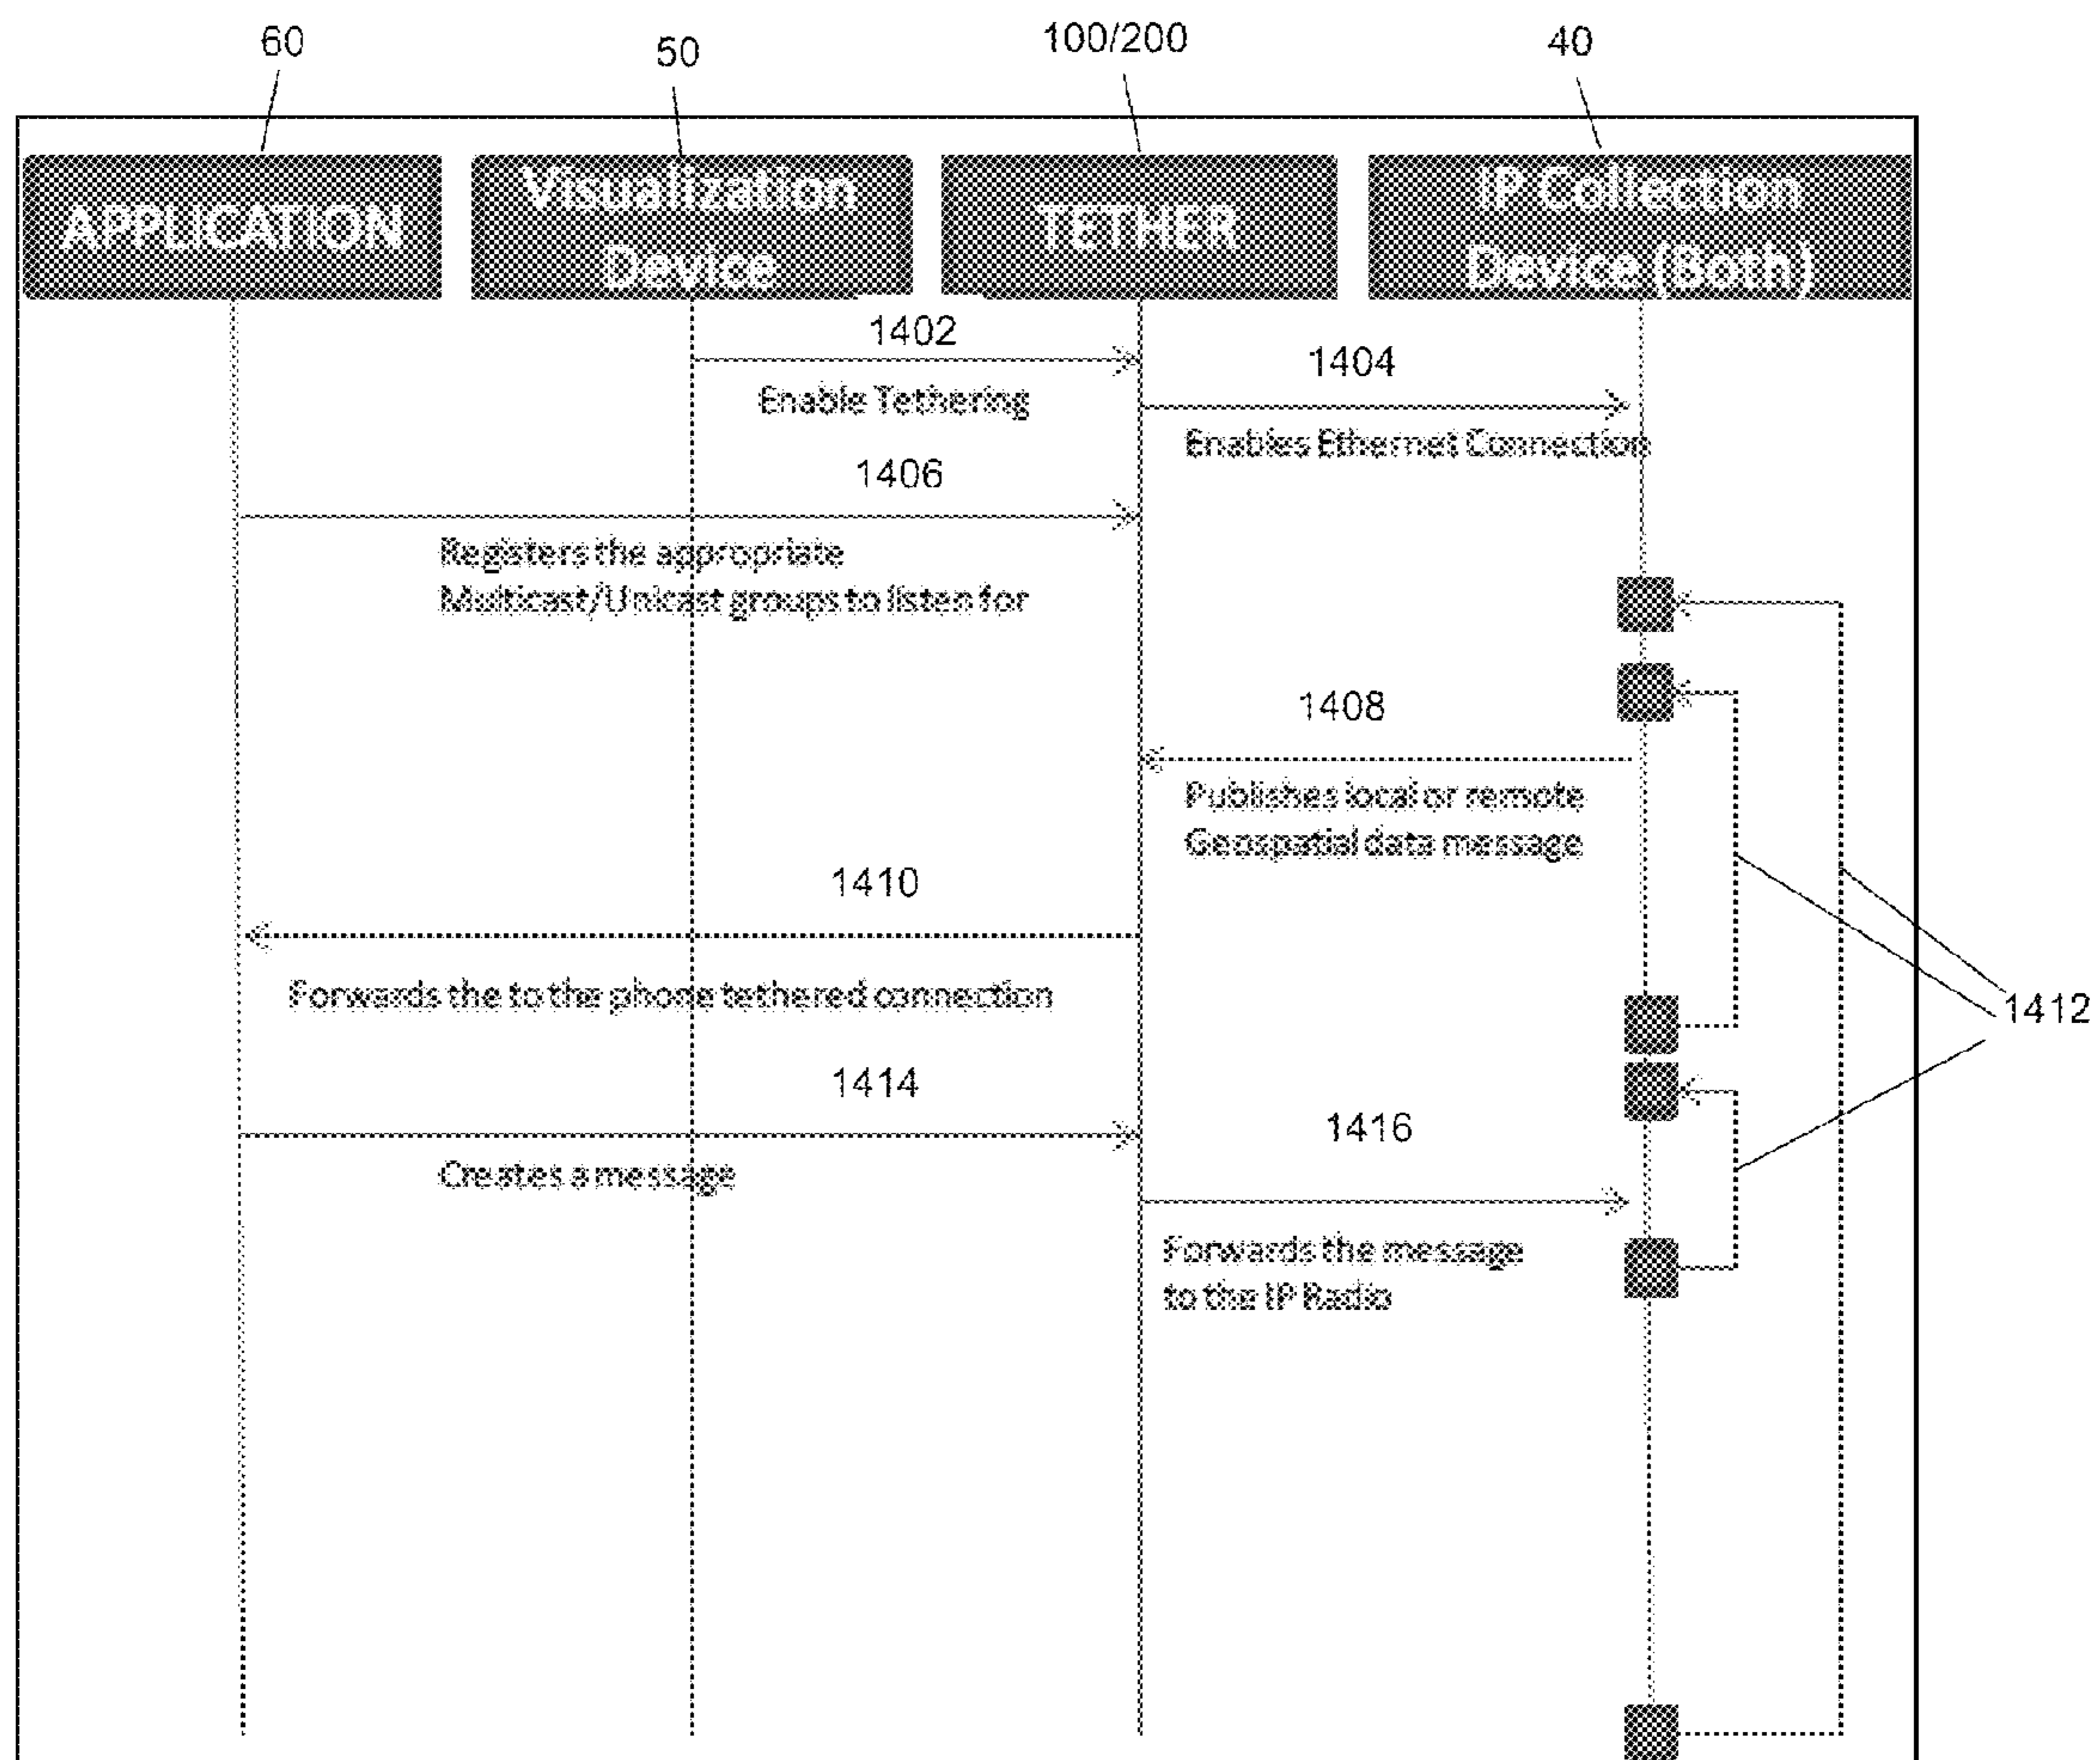 60
50
100/200
40
APPLICATION
Visualization
Device
TETHER
IP Collection
Device (Both)
1402
Enable Tethering
1404
Enables Ethernet Connection
1406
Registers the appropriate
Multicast/Unicast groups to listen for
1408
Publishes local or remote
Geospatial data message
1410
Forwards the to the phone tethered connection
1412
1414
Creates a message
1416
Forwards the message
to the IP Radio